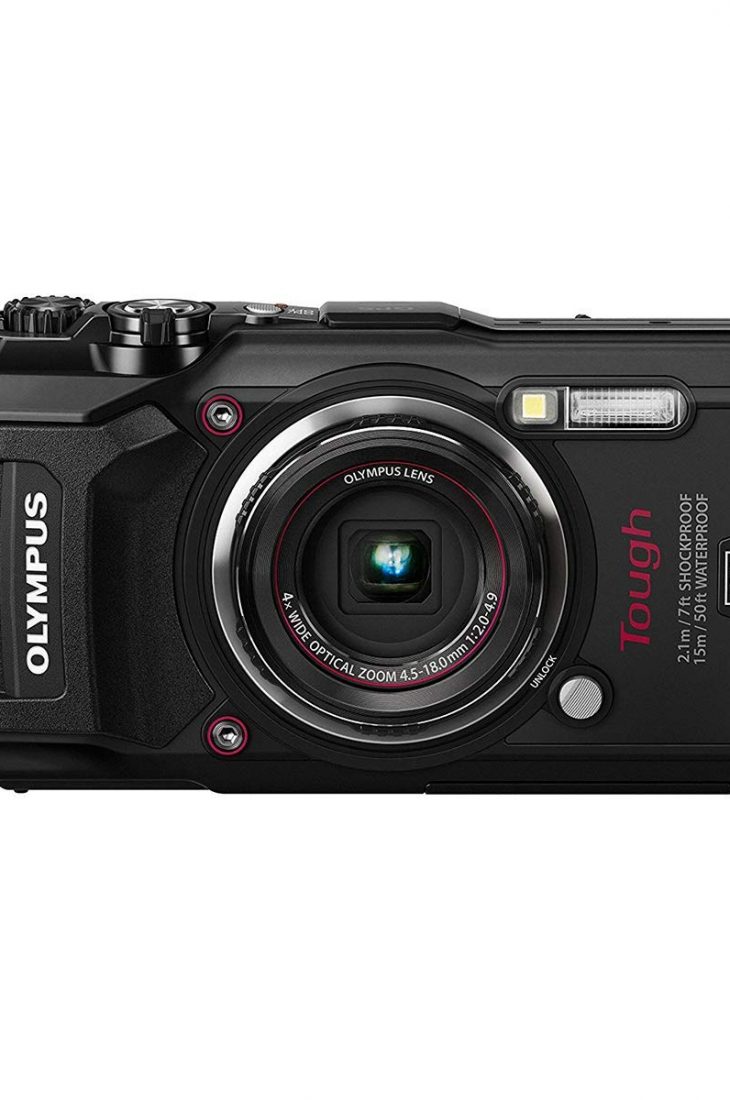 GPS
OLYMPUS
OLYMPUS LENS
4× WIDE OPTICAL ZOOM 4.5-18.0mm 1:2.0-4.9
UNLOCK
Tough
2.1m / 7ft SHOCKPROOF
15m / 50ft WATERPROOF